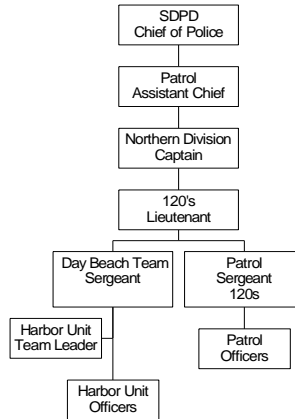 SDPD
Chief of Police
Patrol
Assistant Chief
Northern Division
Captain
120's
Lieutenant
Day Beach Team
Sergeant
Patrol
Sergeant
120s
Harbor Unit
Team Leader
Patrol
Officers
Harbor Unit
Officers